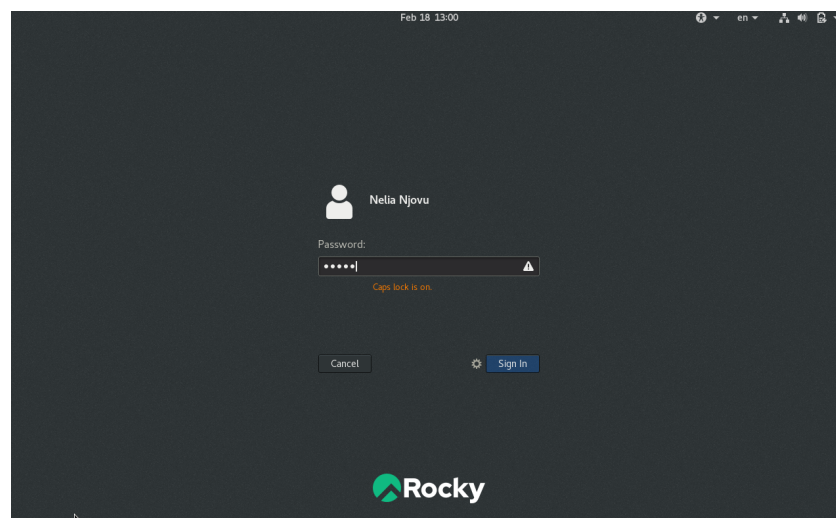 Feb 18 13:00
en
Nelia Njovu
Password:
Caps lock is on.
Cancel
Sign In
Rocky